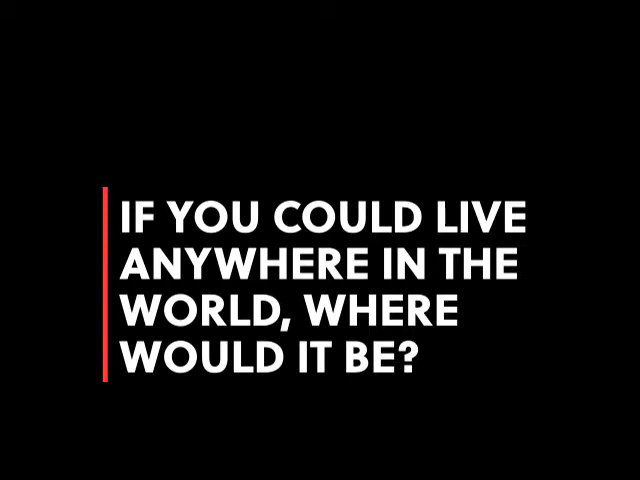 IF YOU COULD LIVE
ANYWHERE IN THE
WORLD, WHERE
WOULD IT BE?